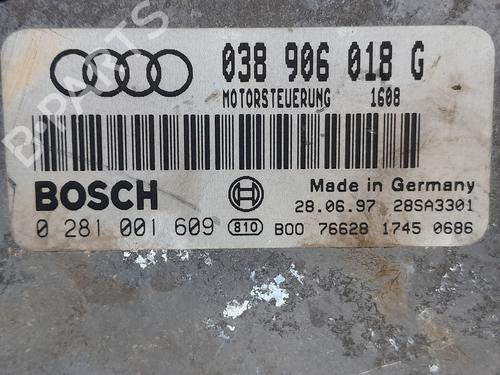 038 906 018 G
MOTORSTEUERUNG 1608
BOSCH
Made in Germany
28.06.97 28SA3301
0 281 001 609 810 B00 76628 1745 0686
B-PARTS